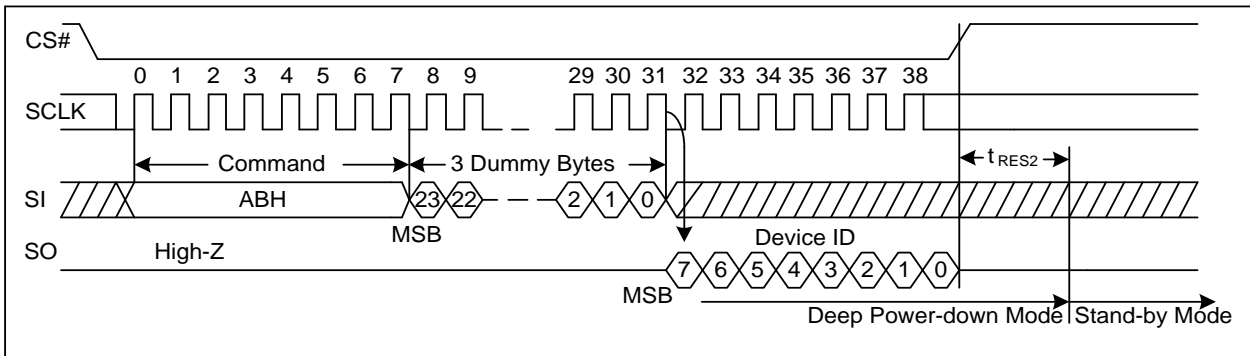 CS#
0 1 2 3 4 5 6 7 8 9 29 30 31 32 33 34 35 36 37 38
SCLK
Command 3 Dummy Bytes tRES2
SI ABH 23 22 2 1 0
MSB
SO High-Z Device ID
7 6 5 4 3 2 1 0
MSB
Deep Power-down Mode Stand-by Mode